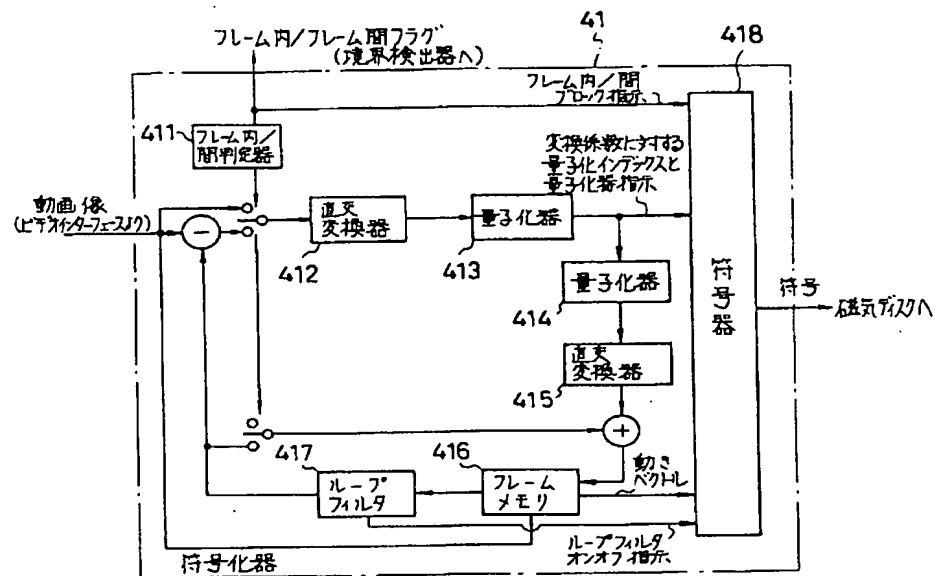 フレーム内/フレーム間フラグ
(境界検出器へ)
41
418
フレーム内/間
ブロック指示
411
フレーム内/
間判定器
変換係数に対する
量子化インデックスと
量子化器指示
動画像
(ビデオインターフェースより)
−
直交
変換器
412
量子化器
413
符号器
符号
磁気ディスクへ
量子化器
414
直交
変換器
415
+
417
ループ
フィルタ
416
フレーム
メモリ
動き
ベクトル
ループフィルタ
オンオフ指示
符号化器